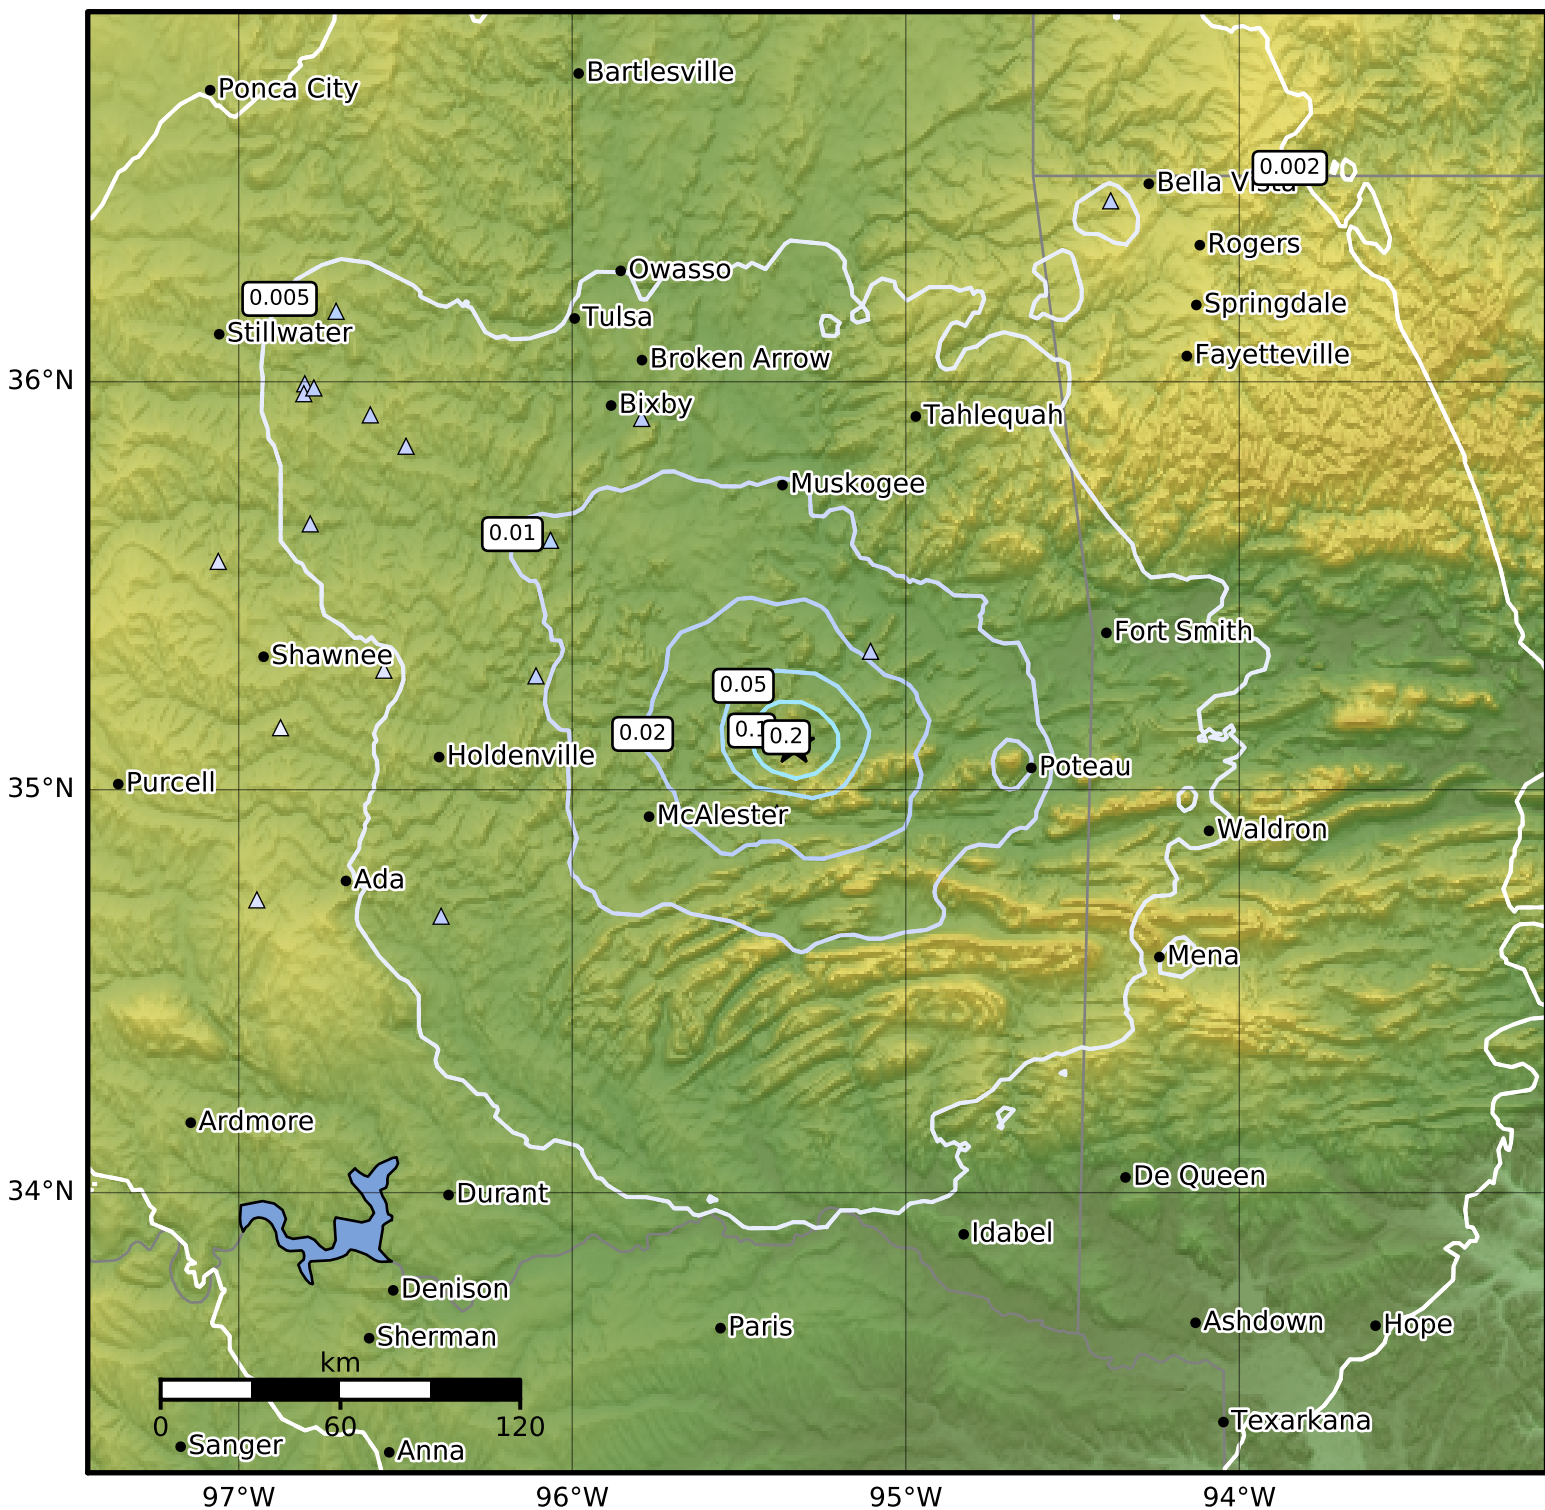 Bartlesville
Ponca City
0.002
Bella Vista
Rogers
Owasso
0.005
Springdale
Tulsa
Stillwater
Fayetteville
Broken Arrow
36°N
Bixby
Tahlequah
Muskogee
0.01
Fort Smith
Shawnee
0.05
0.02
0.1
0.2
Holdenville
Poteau
Purcell
35°N
McAlester
Waldron
Ada
Mena
Ardmore
De Queen
34°N
Durant
Idabel
Denison
Ashdown
Hope
Paris
Sherman
km
0 60 120
Texarkana
Sanger
Anna
97°W 96°W 95°W 94°W